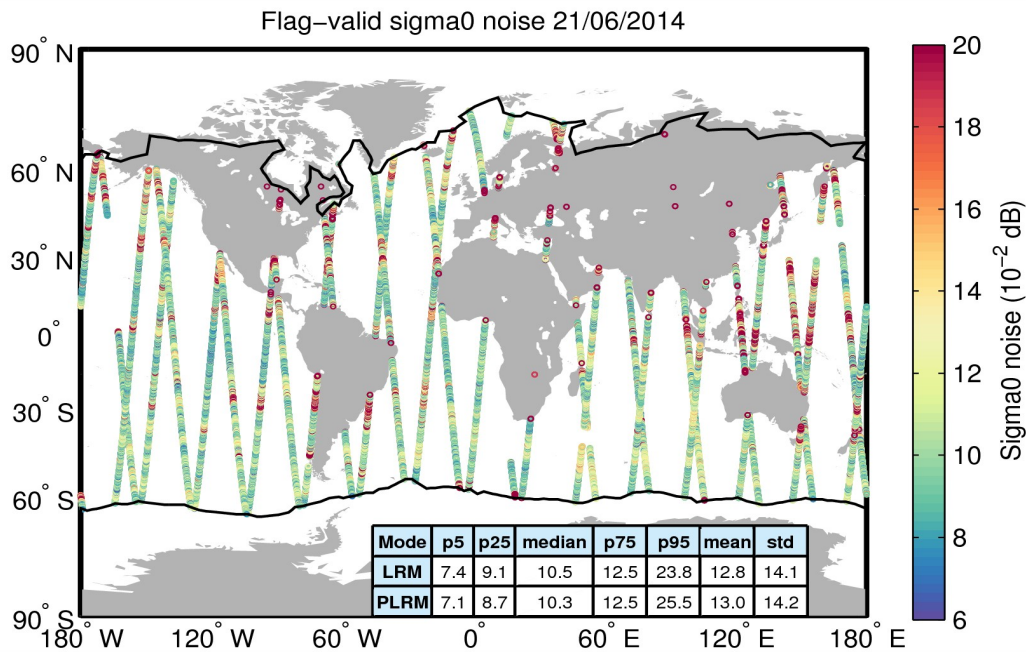 Flag−valid sigma0 noise 21/06/2014
90° N
60° N
30° N
0°
30° S
60° S
90° S
180° W
120° W
60° W
0°
60° E
120° E
180° E
Mode p5 p25 median p75 p95 mean std
LRM 7.4 9.1 10.5 12.5 23.8 12.8 14.1
PLRM 7.1 8.7 10.3 12.5 25.5 13.0 14.2
20
18
16
14
12
10
8
6
Sigma0 noise (10⁻² dB)